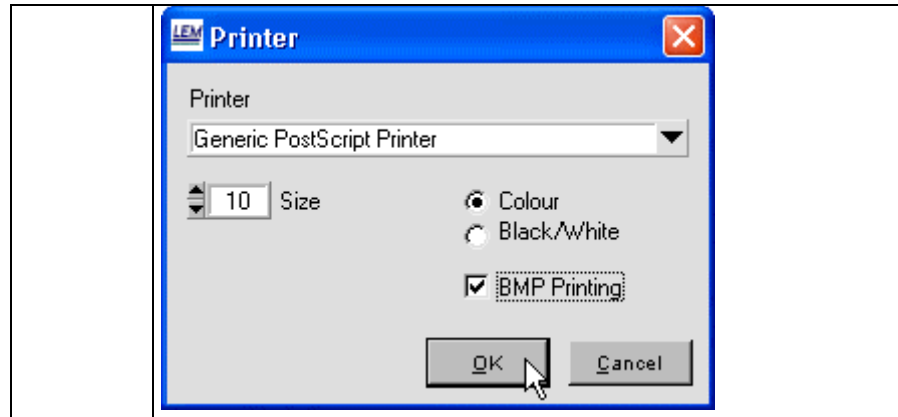 LEM Printer
Printer
Generic PostScript Printer
10 Size
Colour
Black/White
BMP Printing
OK Cancel